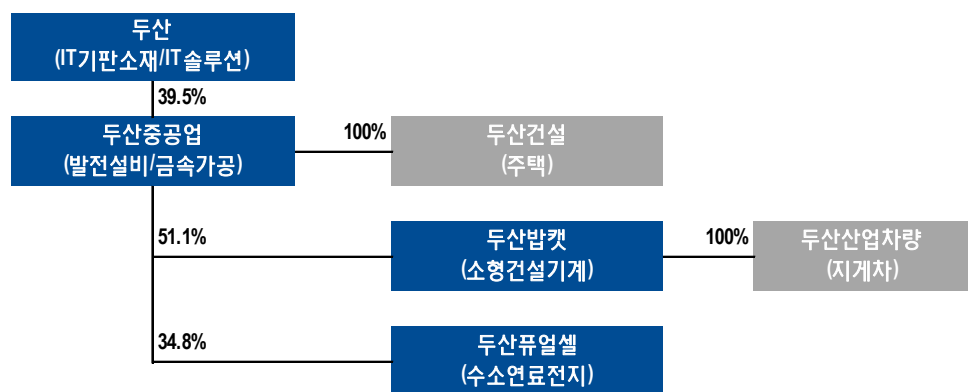 두산
(IT기판소재/IT솔루션)
39.5%
두산중공업
(발전설비/금속가공)
100%
두산건설
(주택)
51.1%
두산밥캣
(소형건설기계)
100%
두산산업차량
(지게차)
34.8%
두산퓨얼셀
(수소연료전지)